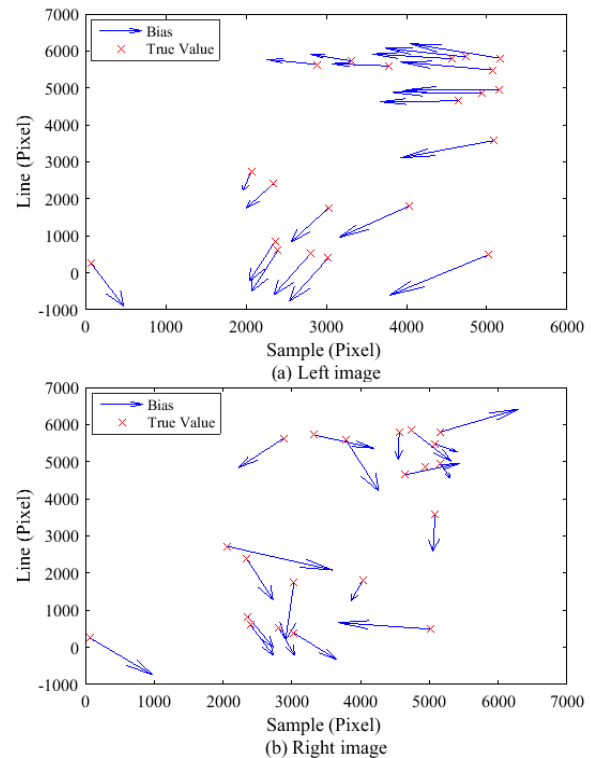 7000
6000
5000
4000
3000
2000
1000
0
-1000
Line (Pixel)
Bias
True Value
0 1000 2000 3000 4000 5000 6000
Sample (Pixel)
(a) Left image
7000
6000
5000
4000
3000
2000
1000
0
-1000
Line (Pixel)
Bias
True Value
0 1000 2000 3000 4000 5000 6000 7000
Sample (Pixel)
(b) Right image